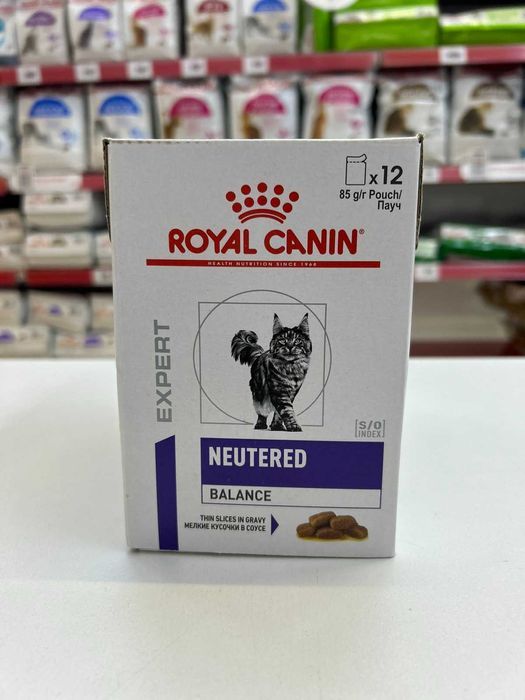 x12
85 g/г Pouch/
Пауч
ROYAL CANIN®
HEALTH NUTRITION SINCE 1968
EXPERT
S/O
INDEX
NEUTERED
BALANCE
THIN SLICES IN GRAVY
МЕЛКИЕ КУСОЧКИ В СОУСЕ